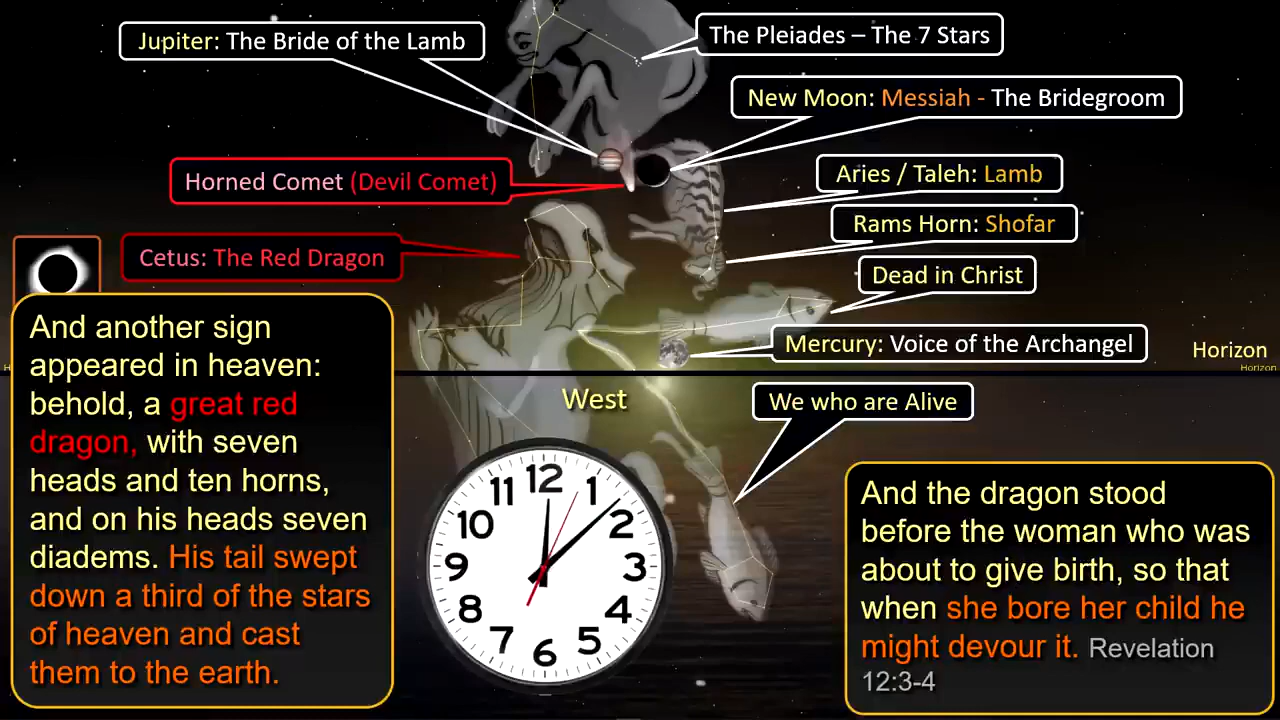 Jupiter: The Bride of the Lamb
The Pleiades – The 7 Stars
New Moon: Messiah - The Bridegroom
Horned Comet (Devil Comet)
Aries / Taleh: Lamb
Rams Horn: Shofar
Cetus: The Red Dragon
Dead in Christ
Mercury: Voice of the Archangel
Horizon
Horizon
H
West
We who are Alive
And another sign
appeared in heaven:
behold, a great red
dragon, with seven
heads and ten horns,
and on his heads seven
diadems. His tail swept
down a third of the stars
of heaven and cast
them to the earth.
12
1
2
3
4
5
6
7
8
9
10
11
And the dragon stood
before the woman who was
about to give birth, so that
when she bore her child he
might devour it. Revelation
12:3-4